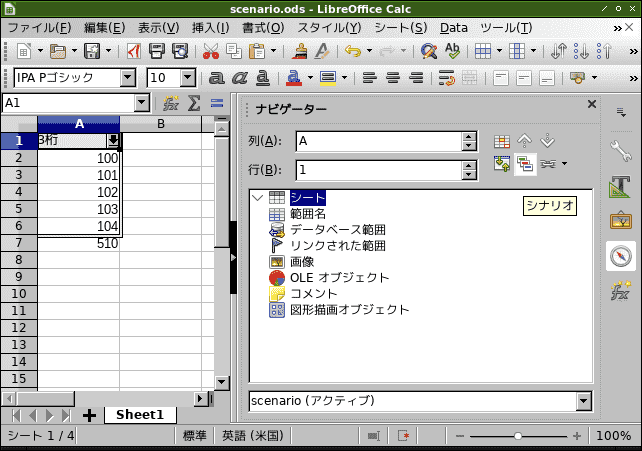 scenario.ods - LibreOffice Calc
ファイル(F) 編集(E) 表示(V) 挿入(I) 書式(O) スタイル(Y) シート(S) Data ツール(T)
IPA Pゴシック 10
A1
ナビゲーター
A B
列(A): A
行(B): 1
1 3桁
2 100
3 101
4 102
5 103
6 104
7 510
8
9
10
11
12
13
14
15
シート
範囲名
データベース範囲
リンクされた範囲
画像
OLE オブジェクト
コメント
図形描画オブジェクト
シナリオ
scenario (アクティブ)
Sheet1
シート 1 / 4 標準 英語 (米国) 100%